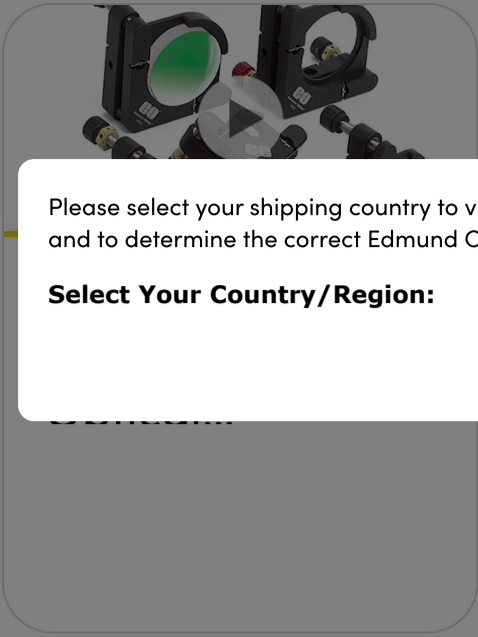 Please select your shipping country to
and to determine the correct Edmund
Select Your Country/Region: